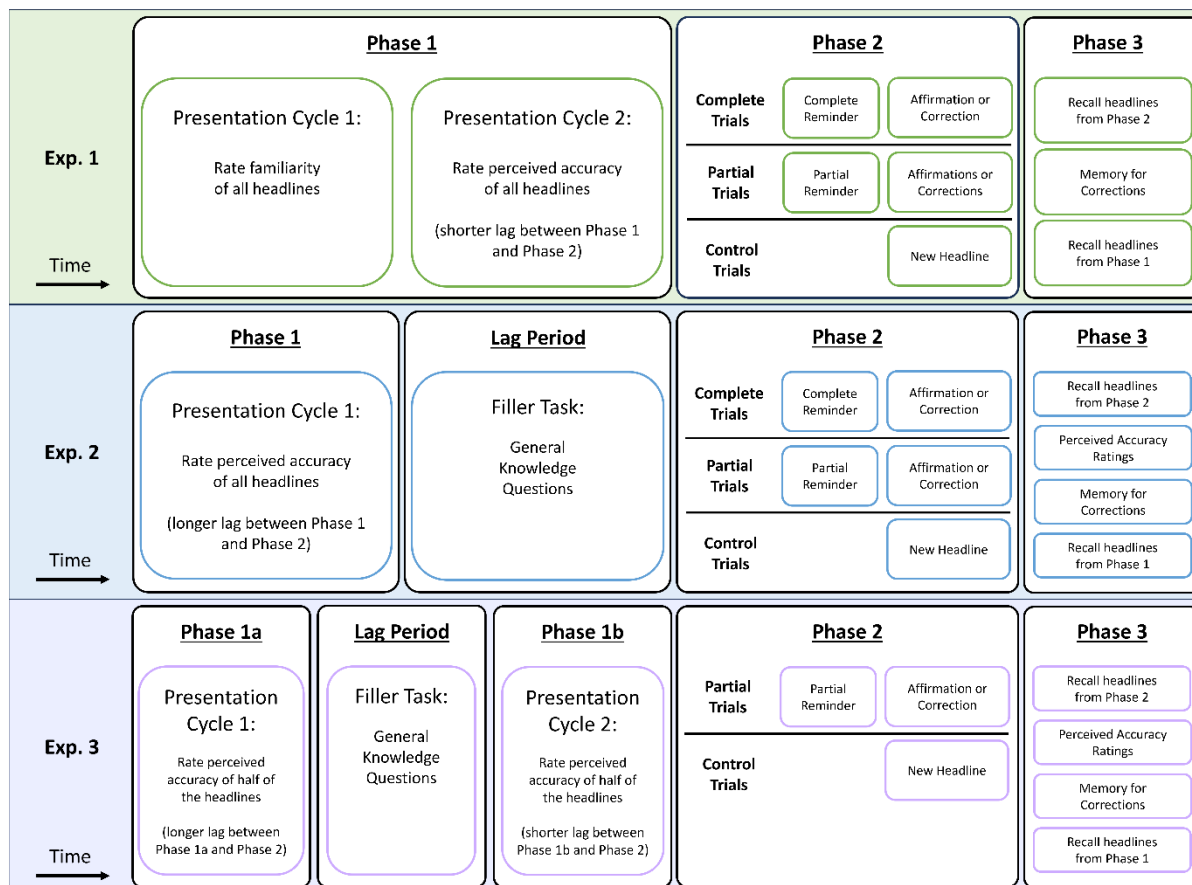 Exp. 1
Time
Phase 1
Presentation Cycle 1:
Rate familiarity
of all headlines
Presentation Cycle 2:
Rate perceived accuracy
of all headlines
(shorter lag between Phase 1
and Phase 2)
Phase 2
Complete
Trials
Complete
Reminder
Affirmation or
Correction
Partial
Trials
Partial
Reminder
Affirmations or
Corrections
Control
Trials
New Headline
Phase 3
Recall headlines
from Phase 2
Memory for
Corrections
Recall headlines
from Phase 1
Exp. 2
Time
Phase 1
Presentation Cycle 1:
Rate perceived accuracy
of all headlines
(longer lag between Phase 1
and Phase 2)
Lag Period
Filler Task:
General
Knowledge
Questions
Phase 2
Complete
Trials
Complete
Reminder
Affirmation or
Correction
Partial
Trials
Partial
Reminder
Affirmation or
Correction
Control
Trials
New Headline
Phase 3
Recall headlines
from Phase 2
Perceived Accuracy
Ratings
Memory for
Corrections
Recall headlines
from Phase 1
Exp. 3
Time
Phase 1a
Presentation
Cycle 1:
Rate perceived
accuracy of half of
the headlines
(longer lag between
Phase 1a and Phase 2)
Lag Period
Filler Task:
General
Knowledge
Questions
Phase 1b
Presentation
Cycle 2:
Rate perceived
accuracy of half of
the headlines
(shorter lag between
Phase 1b and Phase 2)
Phase 2
Partial
Trials
Partial
Reminder
Affirmation or
Correction
Control
Trials
New Headline
Phase 3
Recall headlines
from Phase 2
Perceived Accuracy
Ratings
Memory for
Corrections
Recall headlines
from Phase 1